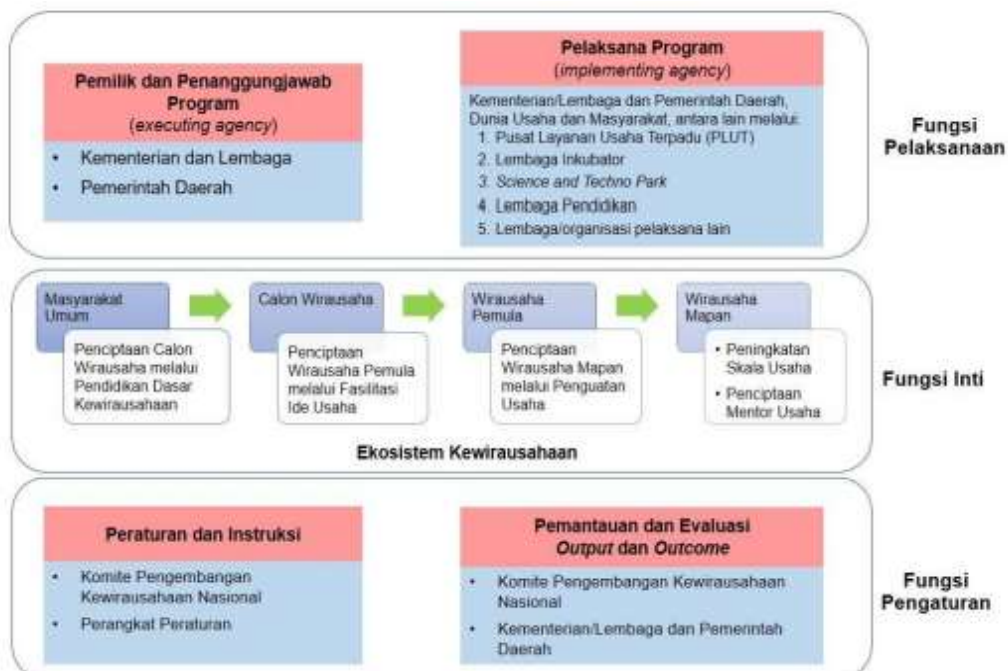 Pemilik dan Penanggungjawab
Program
(executing agency)
• Kementerian dan Lembaga
• Pemerintah Daerah
Pelaksana Program
(implementing agency)
Kementerian/Lembaga dan Pemerintah Daerah,
Dunia Usaha dan Masyarakat, antara lain melalui:
1. Pusat Layanan Usaha Terpadu (PLUT)
2. Lembaga Inkubator
3. Science and Techno Park
4. Lembaga Pendidikan
5. Lembaga/organisasi pelaksana lain
Fungsi
Pelaksanaan
Masyarakat
Umum
Penciptaan Calon
Wirausaha melalui
Pendidikan Dasar
Kewirausahaan
Calon Wirausaha
Penciptaan
Wirausaha Pemula
melalui Fasilitasi
Ide Usaha
Wirausaha
Pemula
Penciptaan
Wirausaha Mapan
melalui Penguatan
Usaha
Wirausaha
Mapan
• Peningkatan
Skala Usaha
• Penciptaan
Mentor Usaha
Fungsi Inti
Ekosistem Kewirausahaan
Peraturan dan Instruksi
• Komite Pengembangan
Kewirausahaan Nasional
• Perangkat Peraturan
Pemantauan dan Evaluasi
Output dan Outcome
• Komite Pengembangan Kewirausahaan
Nasional
• Kementerian/Lembaga dan Pemerintah
Daerah
Fungsi
Pengaturan